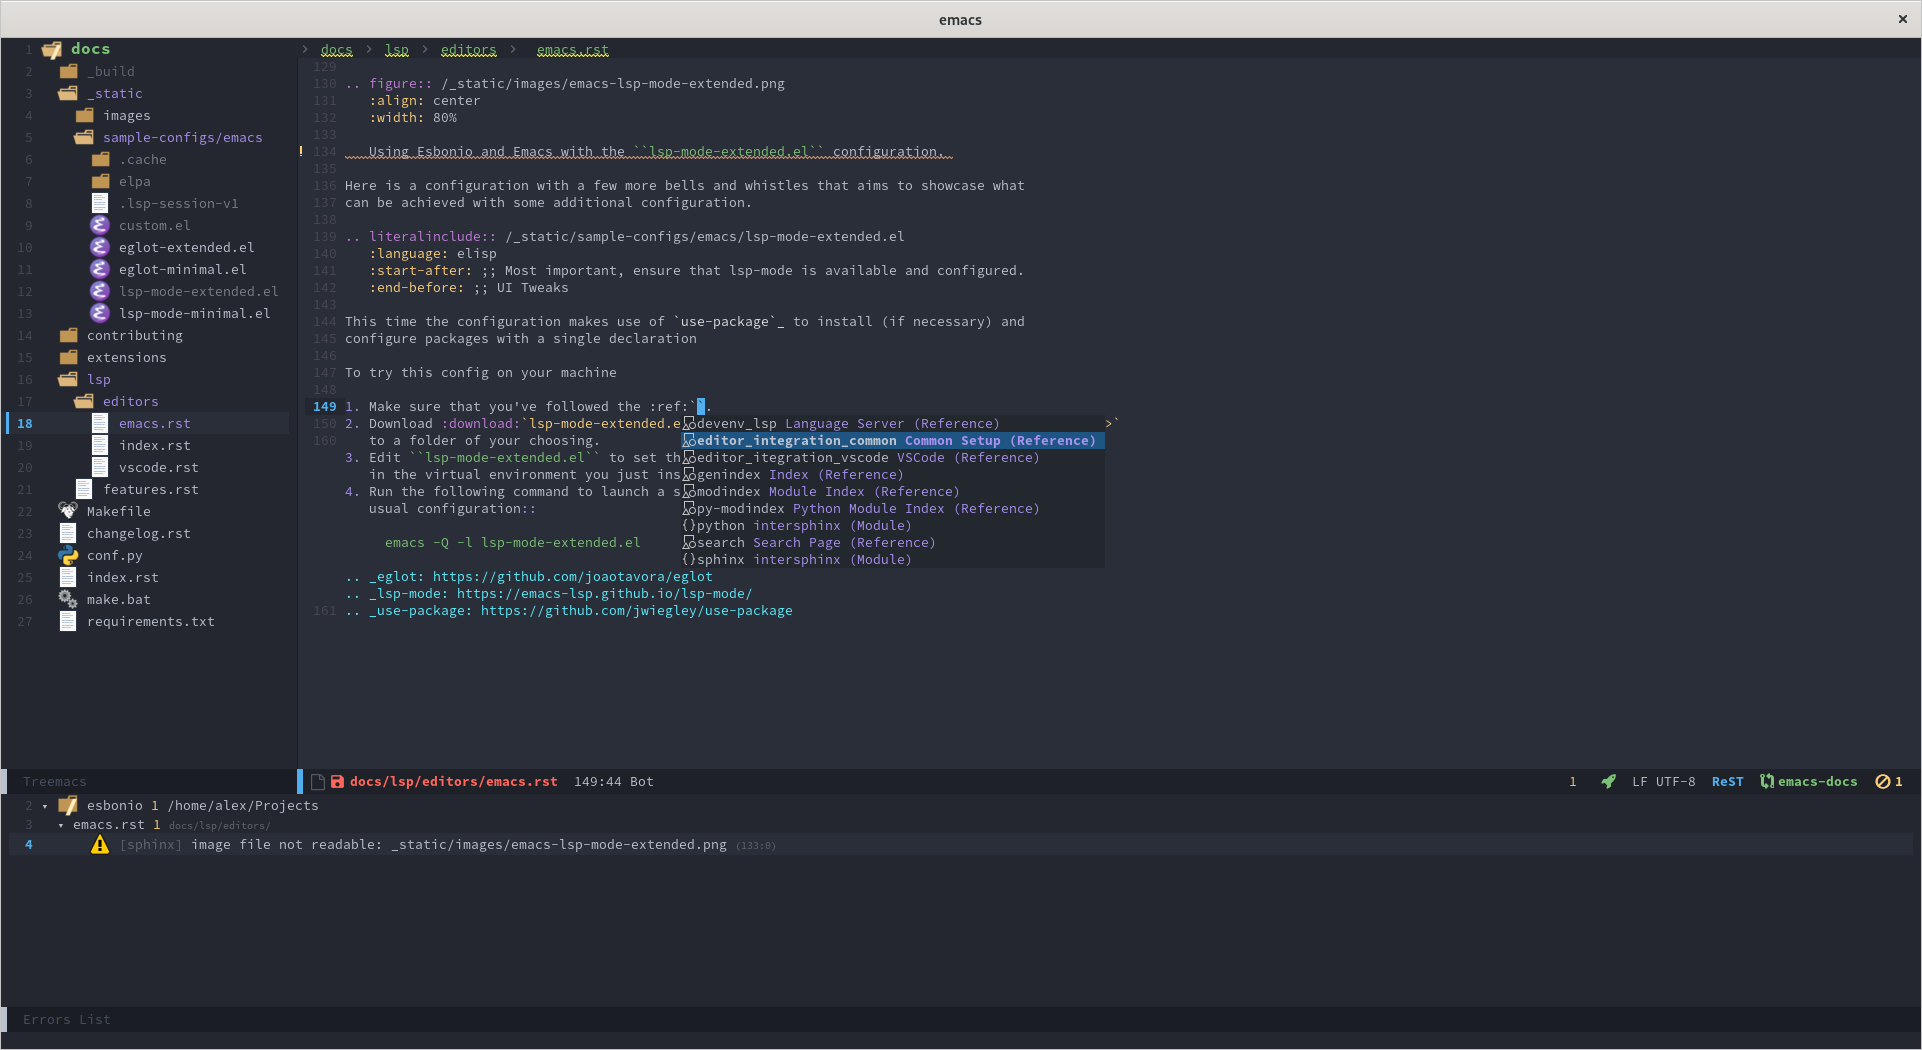 emacs ×
1 docs
2 _build
3 _static
4 images
5 sample-configs/emacs
6 .cache
7 elpa
8 .lsp-session-v1
9 custom.el
10 eglot-extended.el
11 eglot-minimal.el
12 lsp-mode-extended.el
13 lsp-mode-minimal.el
14 contributing
15 extensions
16 lsp
17 editors
18 emacs.rst
19 index.rst
20 vscode.rst
21 features.rst
22 Makefile
23 changelog.rst
24 conf.py
25 index.rst
26 make.bat
27 requirements.txt
> docs > lsp > editors > emacs.rst
129
130 .. figure:: /_static/images/emacs-lsp-mode-extended.png
131 :align: center
132 :width: 80%
133
! 134 Using Esbonio and Emacs with the ``lsp-mode-extended.el`` configuration.
135
136 Here is a configuration with a few more bells and whistles that aims to showcase what
137 can be achieved with some additional configuration.
138
139 .. literalinclude:: /_static/sample-configs/emacs/lsp-mode-extended.el
140 :language: elisp
141 :start-after: ;; Most important, ensure that lsp-mode is available and configured.
142 :end-before: ;; UI Tweaks
143
144 This time the configuration makes use of `use-package`_ to install (if necessary) and
145 configure packages with a single declaration
146
147 To try this config on your machine
148
149 1. Make sure that you've followed the :ref:``.
150 2. Download :download:`lsp-mode-extended.e >`
160 to a folder of your choosing.
3. Edit ``lsp-mode-extended.el`` to set th
in the virtual environment you just ins
4. Run the following command to launch a s
usual configuration::
emacs -Q -l lsp-mode-extended.el
devenv_lsp Language Server (Reference)
editor_integration_common Common Setup (Reference)
editor_itegration_vscode VSCode (Reference)
genindex Index (Reference)
modindex Module Index (Reference)
py-modindex Python Module Index (Reference)
{}python intersphinx (Module)
search Search Page (Reference)
{}sphinx intersphinx (Module)
.. _eglot: https://github.com/joaotavora/eglot
.. _lsp-mode: https://emacs-lsp.github.io/lsp-mode/
161 .. _use-package: https://github.com/jwiegley/use-package
Treemacs
docs/lsp/editors/emacs.rst 149:44 Bot 1 LF UTF-8 ReST emacs-docs 1
2 esbonio 1 /home/alex/Projects
3 emacs.rst 1 docs/lsp/editors/
4 [sphinx] image file not readable: _static/images/emacs-lsp-mode-extended.png (133:0)
Errors List